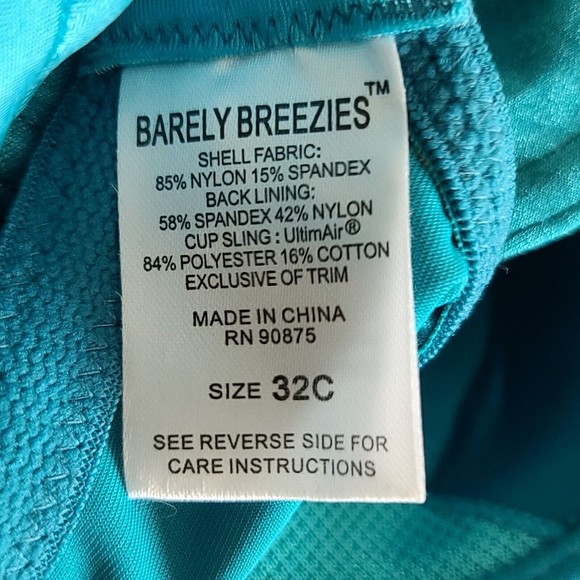 BARELY BREEZIES™
SHELL FABRIC:
85% NYLON 15% SPANDEX
BACK LINING:
58% SPANDEX 42% NYLON
CUP SLING : UltimAir®
84% POLYESTER 16% COTTON
EXCLUSIVE OF TRIM
MADE IN CHINA
RN 90875
SIZE 32C
SEE REVERSE SIDE FOR
CARE INSTRUCTIONS